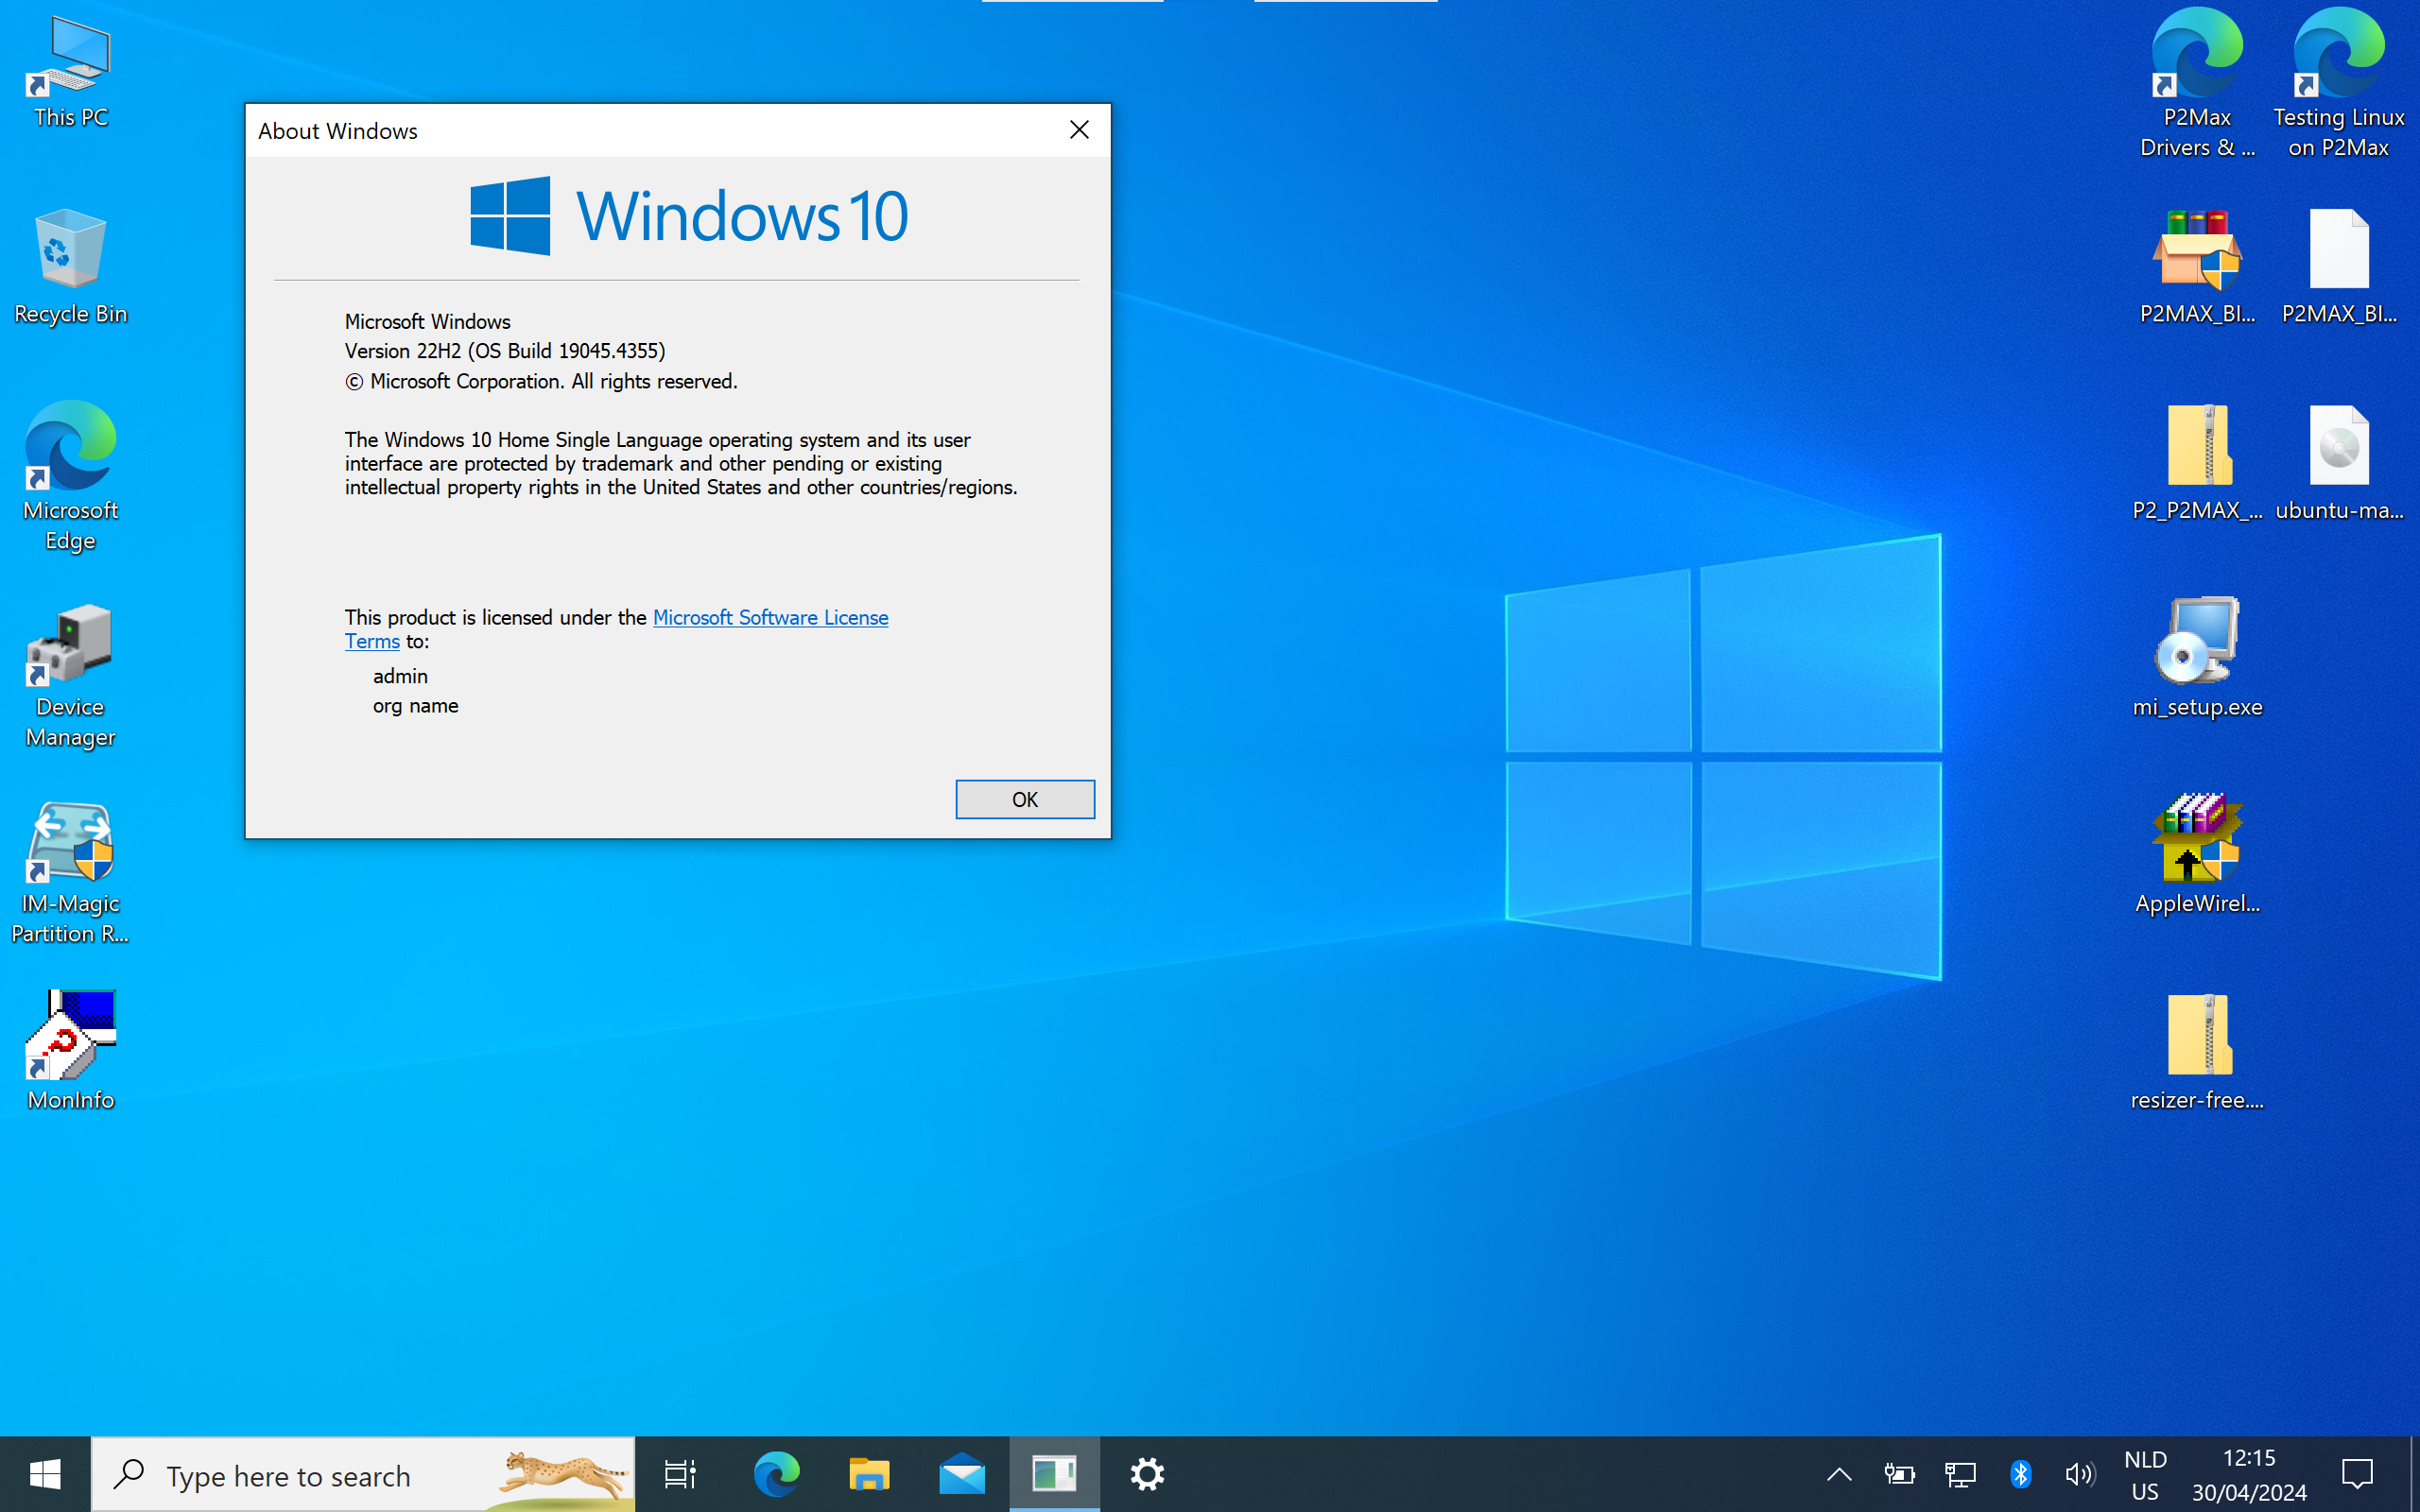 This PC
Recycle Bin
Microsoft
Edge
Device
Manager
IM-Magic
Partition R...
MonInfo
About Windows
Windows 10
Microsoft Windows
Version 22H2 (OS Build 19045.4355)
© Microsoft Corporation. All rights reserved.
The Windows 10 Home Single Language operating system and its user
interface are protected by trademark and other pending or existing
intellectual property rights in the United States and other countries/regions.
This product is licensed under the Microsoft Software License
Terms to:
admin
org name
OK
P2Max
Drivers & ...
Testing Linux
on P2Max
P2MAX_BI...
P2MAX_BI...
P2_P2MAX_...
ubuntu-ma...
mi_setup.exe
AppleWirel...
resizer-free....
Type here to search
NLD
US
12:15
30/04/2024